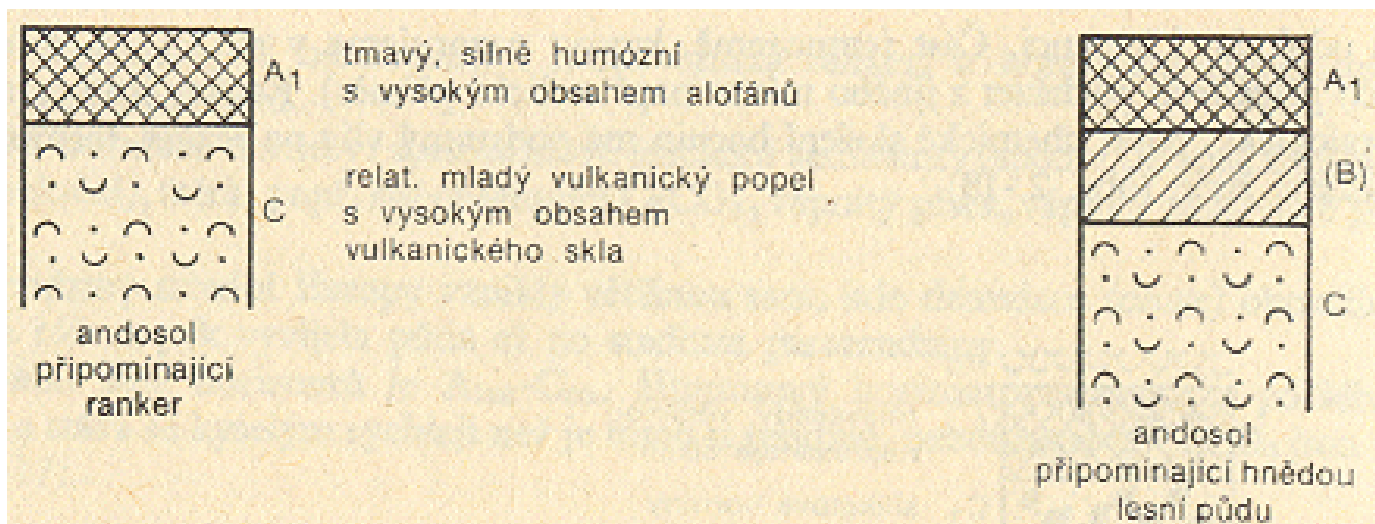 A1
tmavý, silně humózní
s vysokým obsahem alofánů
C
relat. mladý vulkanický popel
s vysokým obsahem
vulkanického skla
andosol
připomínající
ranker
A1
(B)
C
andosol
připomínající hnědou
lesní půdu